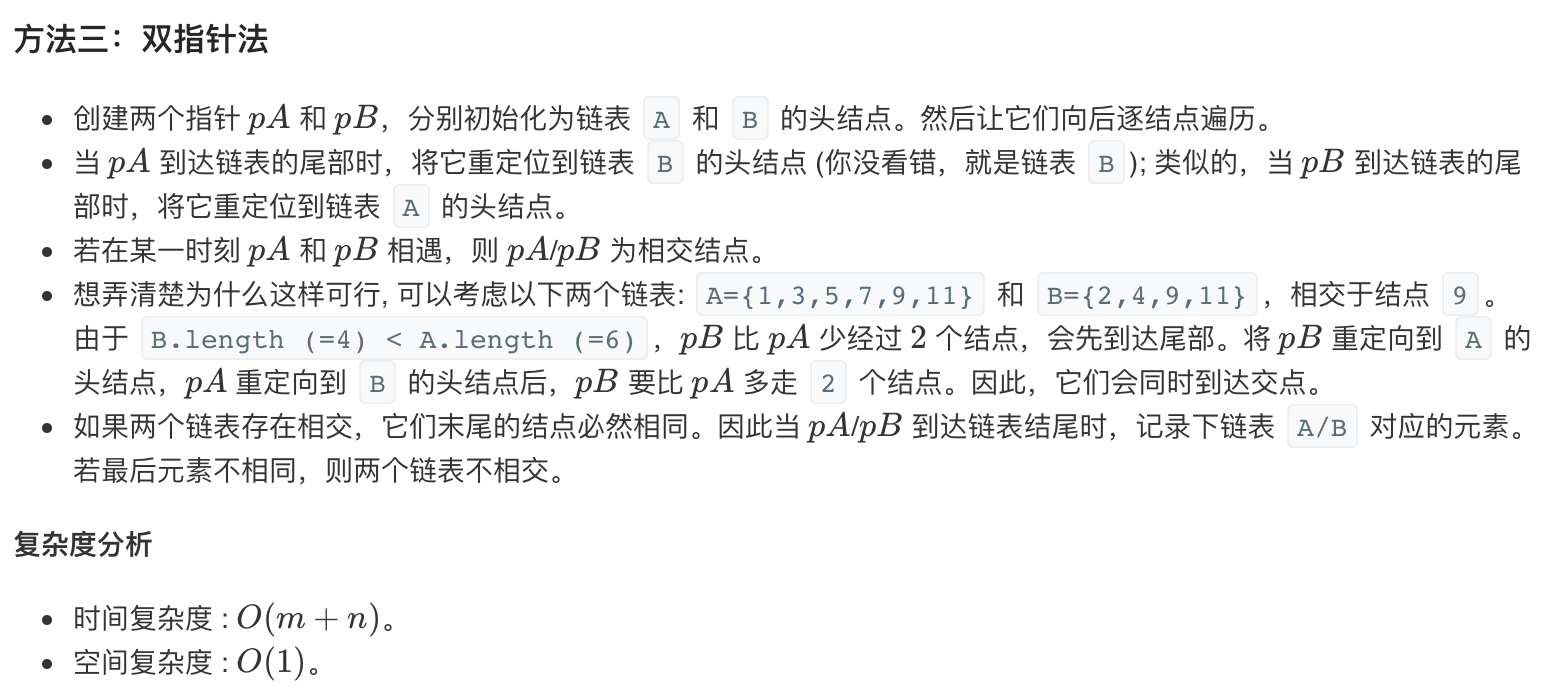 方法三：双指针法
• 创建两个指针 pA 和 pB，分别初始化为链表 A 和 B 的头结点。然后让它们向后逐结点遍历。
• 当 pA 到达链表的尾部时，将它重定位到链表 B 的头结点 (你没看错，就是链表 B ); 类似的，当 pB 到达链表的尾
部时，将它重定位到链表 A 的头结点。
• 若在某一时刻 pA 和 pB 相遇，则 pA/pB 为相交结点。
• 想弄清楚为什么这样可行, 可以考虑以下两个链表: A={1,3,5,7,9,11} 和 B={2,4,9,11} ，相交于结点 9 。
由于 B.length (=4) < A.length (=6) ，pB 比 pA 少经过 2 个结点，会先到达尾部。将 pB 重定向到 A 的
头结点，pA 重定向到 B 的头结点后，pB 要比 pA 多走 2 个结点。因此，它们会同时到达交点。
• 如果两个链表存在相交，它们末尾的结点必然相同。因此当 pA/pB 到达链表结尾时，记录下链表 A/B 对应的元素。
若最后元素不相同，则两个链表不相交。
复杂度分析
• 时间复杂度 : O(m + n)。
• 空间复杂度 : O(1)。